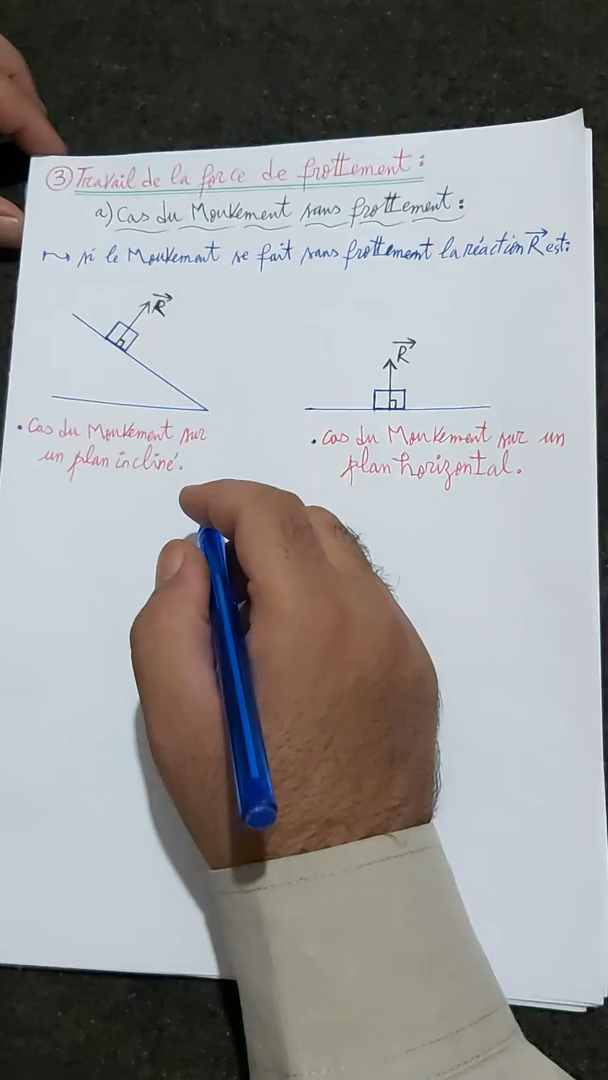 ③ Travail de la force de frottement :
a) Cas du Mouvement sans frottement :
↝ si le Mouvement se fait sans frottement la réaction R⃗ est :
R⃗
R⃗
• Cas du Mouvement sur
un plan incliné.
• Cas du Mouvement sur un
plan horizontal.